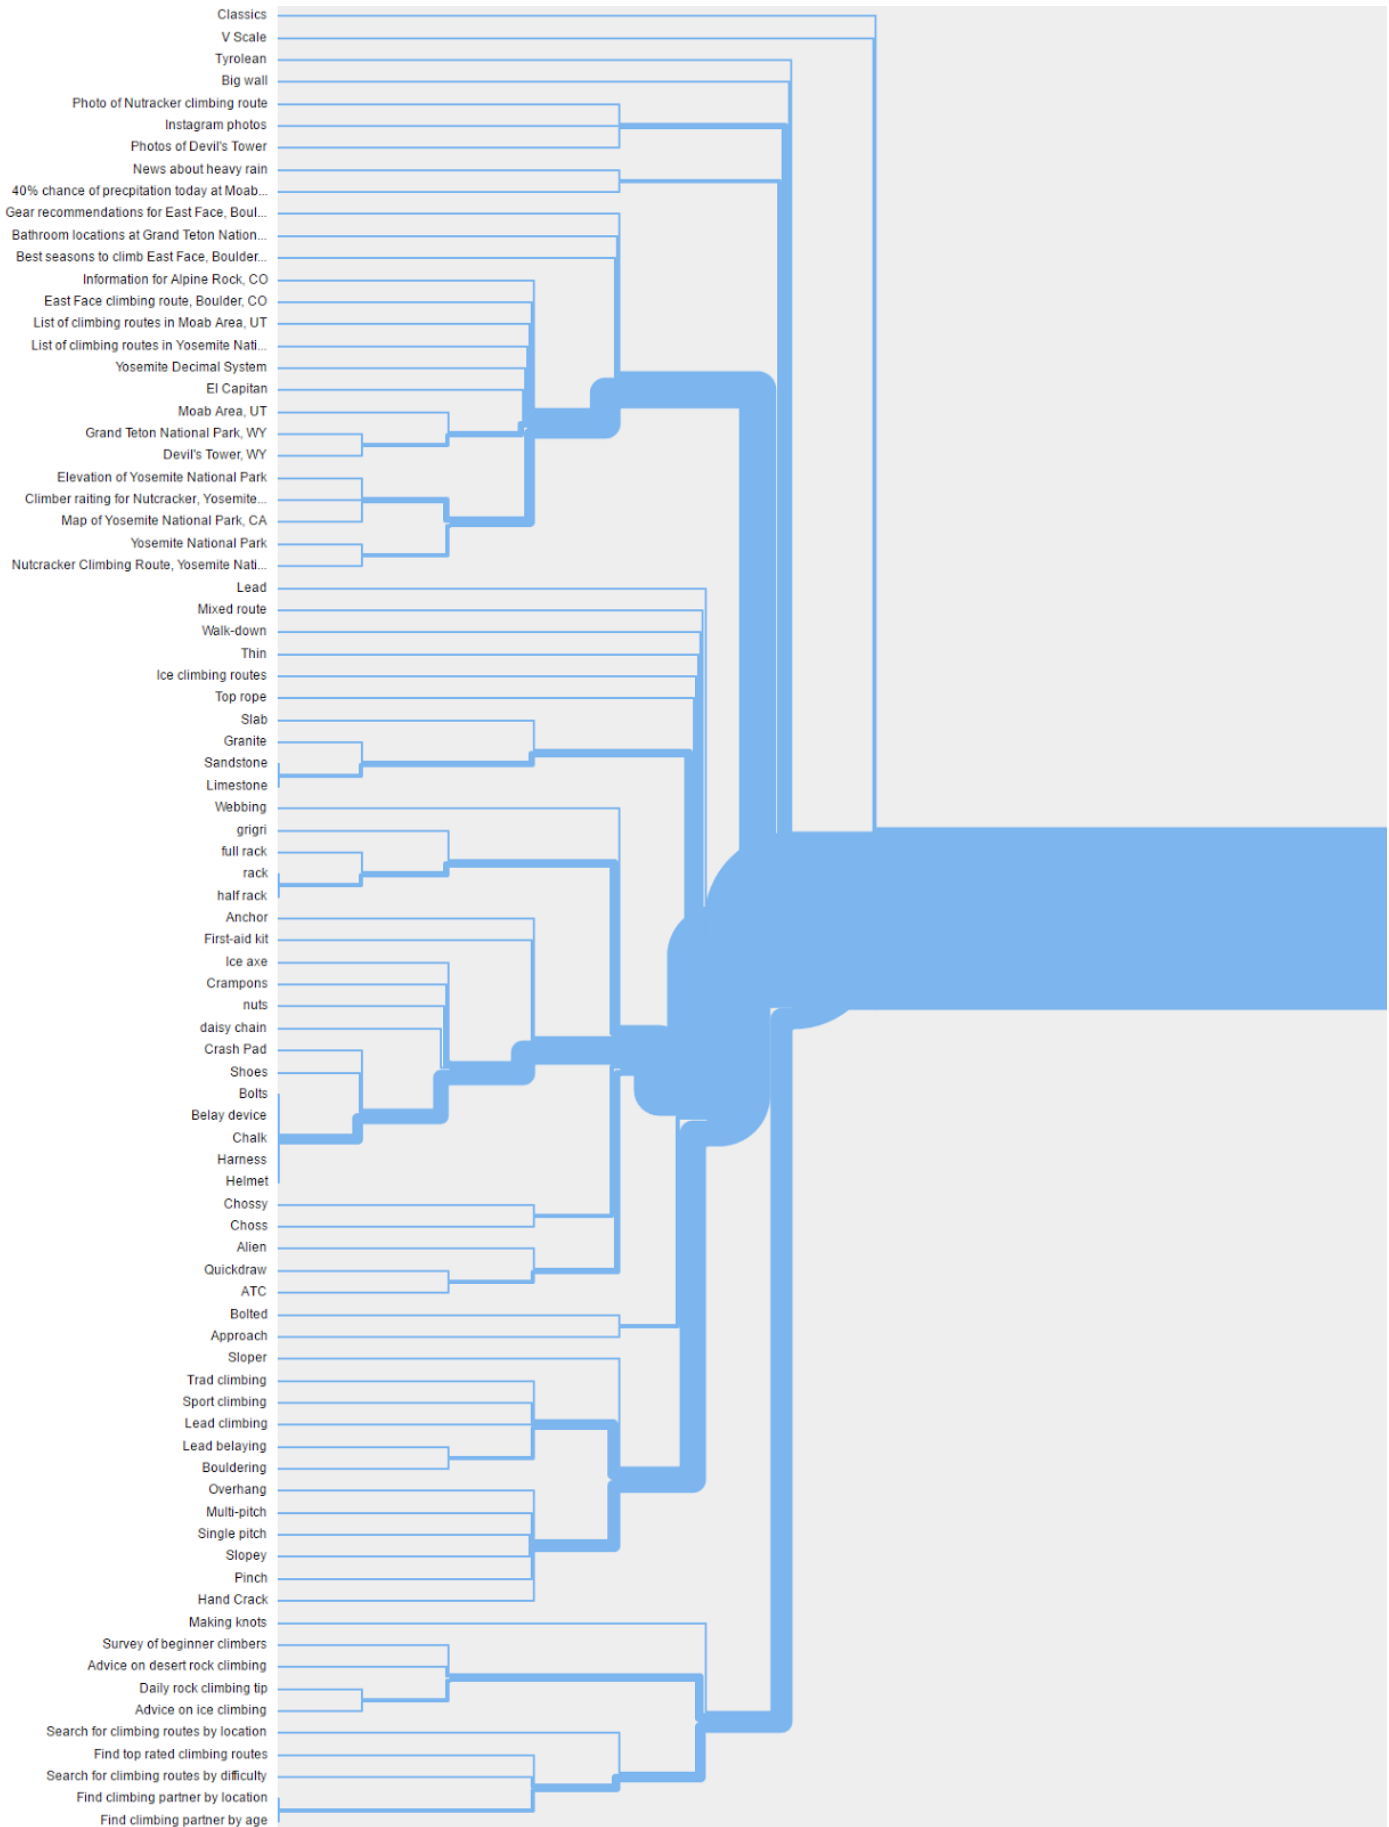 Classics
V Scale
Tyrolean
Big wall
Photo of Nutracker climbing route
Instagram photos
Photos of Devil's Tower
News about heavy rain
40% chance of precpitation today at Moab...
Gear recommendations for East Face, Boul...
Bathroom locations at Grand Teton Nation...
Best seasons to climb East Face, Boulder...
Information for Alpine Rock, CO
East Face climbing route, Boulder, CO
List of climbing routes in Moab Area, UT
List of climbing routes in Yosemite Nati...
Yosemite Decimal System
El Capitan
Moab Area, UT
Grand Teton National Park, WY
Devil's Tower, WY
Elevation of Yosemite National Park
Climber raiting for Nutcracker, Yosemite...
Map of Yosemite National Park, CA
Yosemite National Park
Nutcracker Climbing Route, Yosemite Nati...
Lead
Mixed route
Walk-down
Thin
Ice climbing routes
Top rope
Slab
Granite
Sandstone
Limestone
Webbing
grigri
full rack
rack
half rack
Anchor
First-aid kit
Ice axe
Crampons
nuts
daisy chain
Crash Pad
Shoes
Bolts
Belay device
Chalk
Harness
Helmet
Chossy
Choss
Alien
Quickdraw
ATC
Bolted
Approach
Sloper
Trad climbing
Sport climbing
Lead climbing
Lead belaying
Bouldering
Overhang
Multi-pitch
Single pitch
Slopey
Pinch
Hand Crack
Making knots
Survey of beginner climbers
Advice on desert rock climbing
Daily rock climbing tip
Advice on ice climbing
Search for climbing routes by location
Find top rated climbing routes
Search for climbing routes by difficulty
Find climbing partner by location
Find climbing partner by age